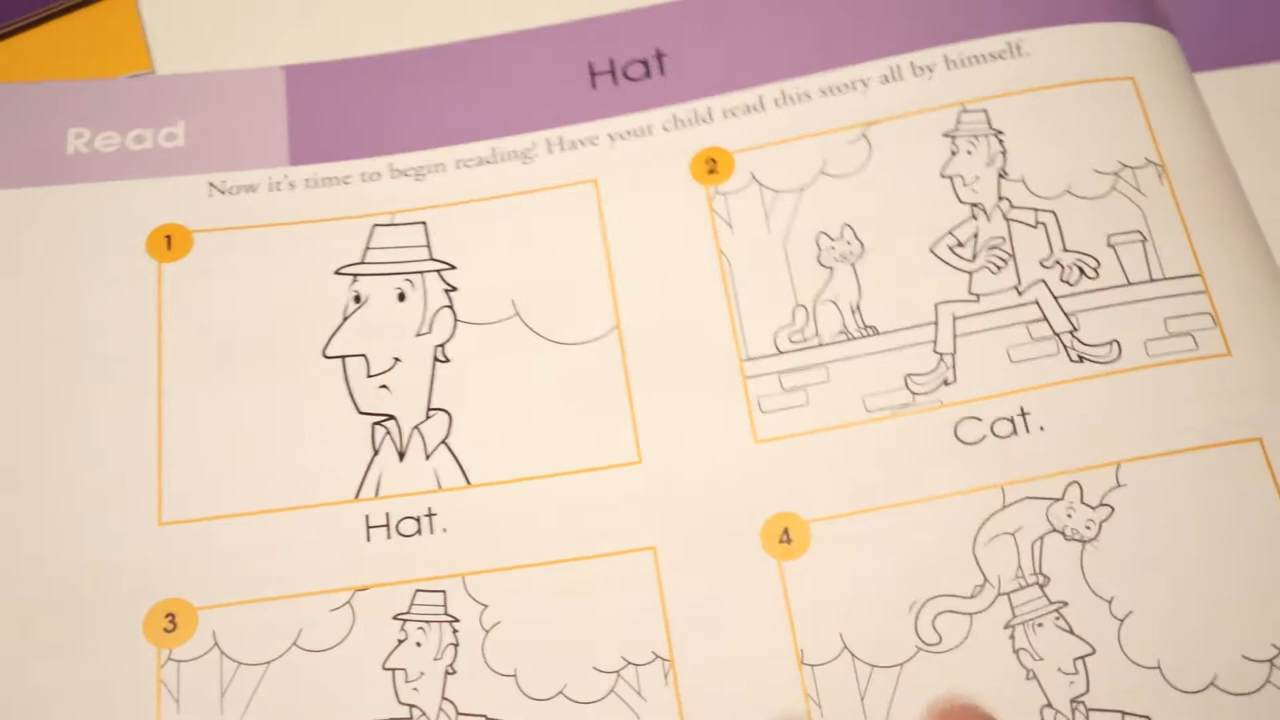 Hat
Read
Now it's time to begin reading! Have your child read this story all by himself.
1
2
Hat.
Cat.
3
4